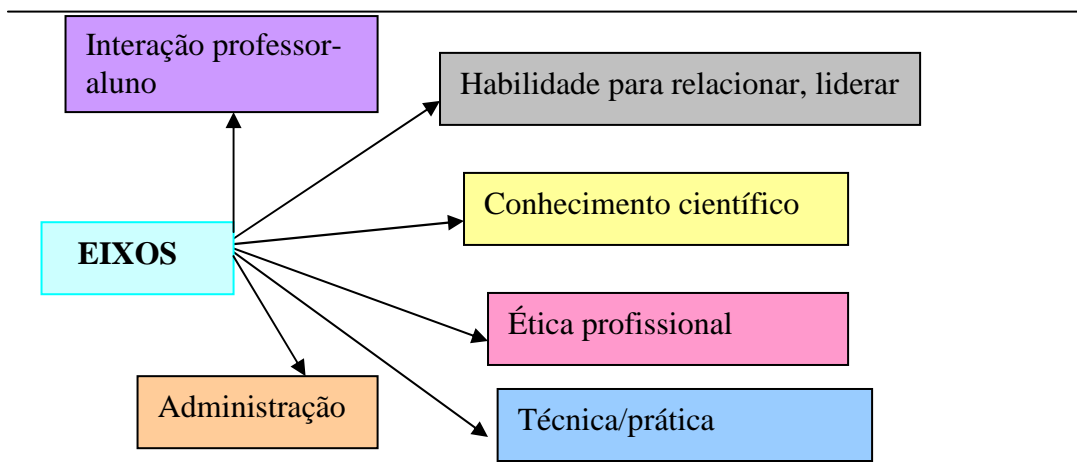 Interação professor-
aluno
Habilidade para relacionar, liderar
Conhecimento científico
EIXOS
Ética profissional
Administração
Técnica/prática